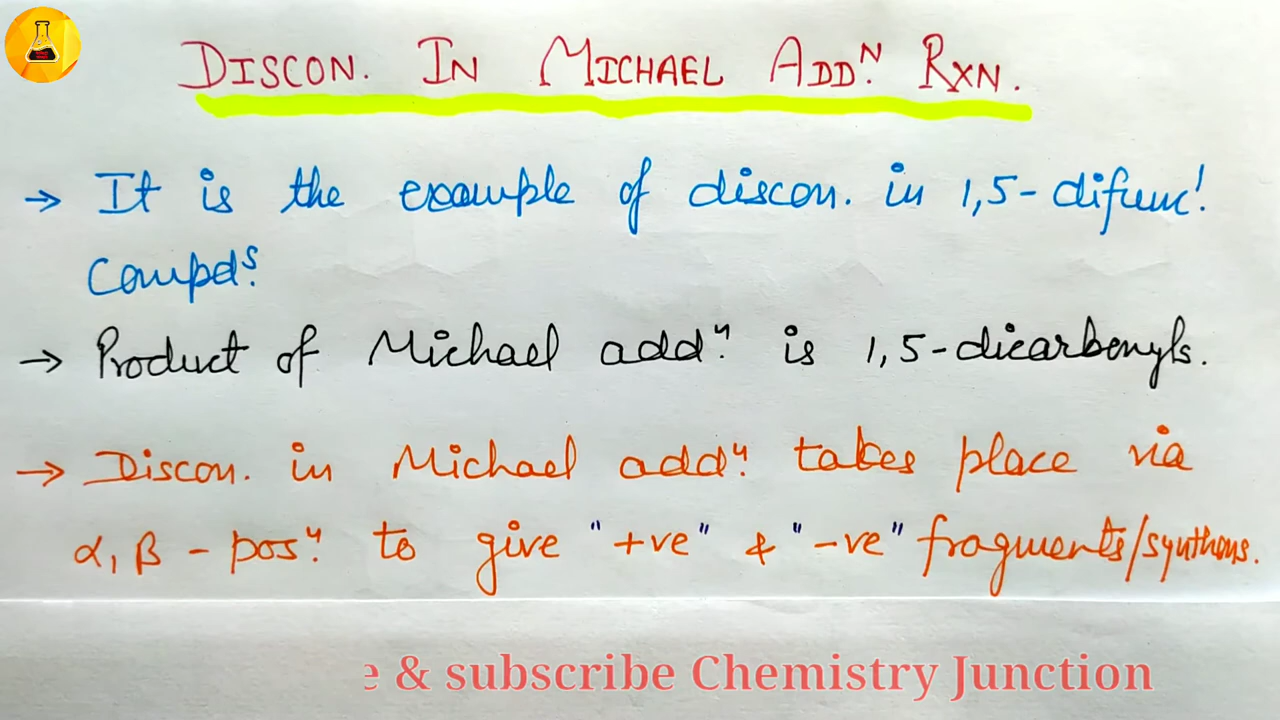 DISCON. IN MICHAEL ADDN. RXN.
→ It is the example of discon. in 1,5-difunc!
Compds.
→ Product of Michael addn. is 1,5-dicarbonyls.
→ Discon. in Michael addn. takes place via
α, β - posn. to give "+ve" & "-ve" fragments/synthons.
e & subscribe Chemistry Junction